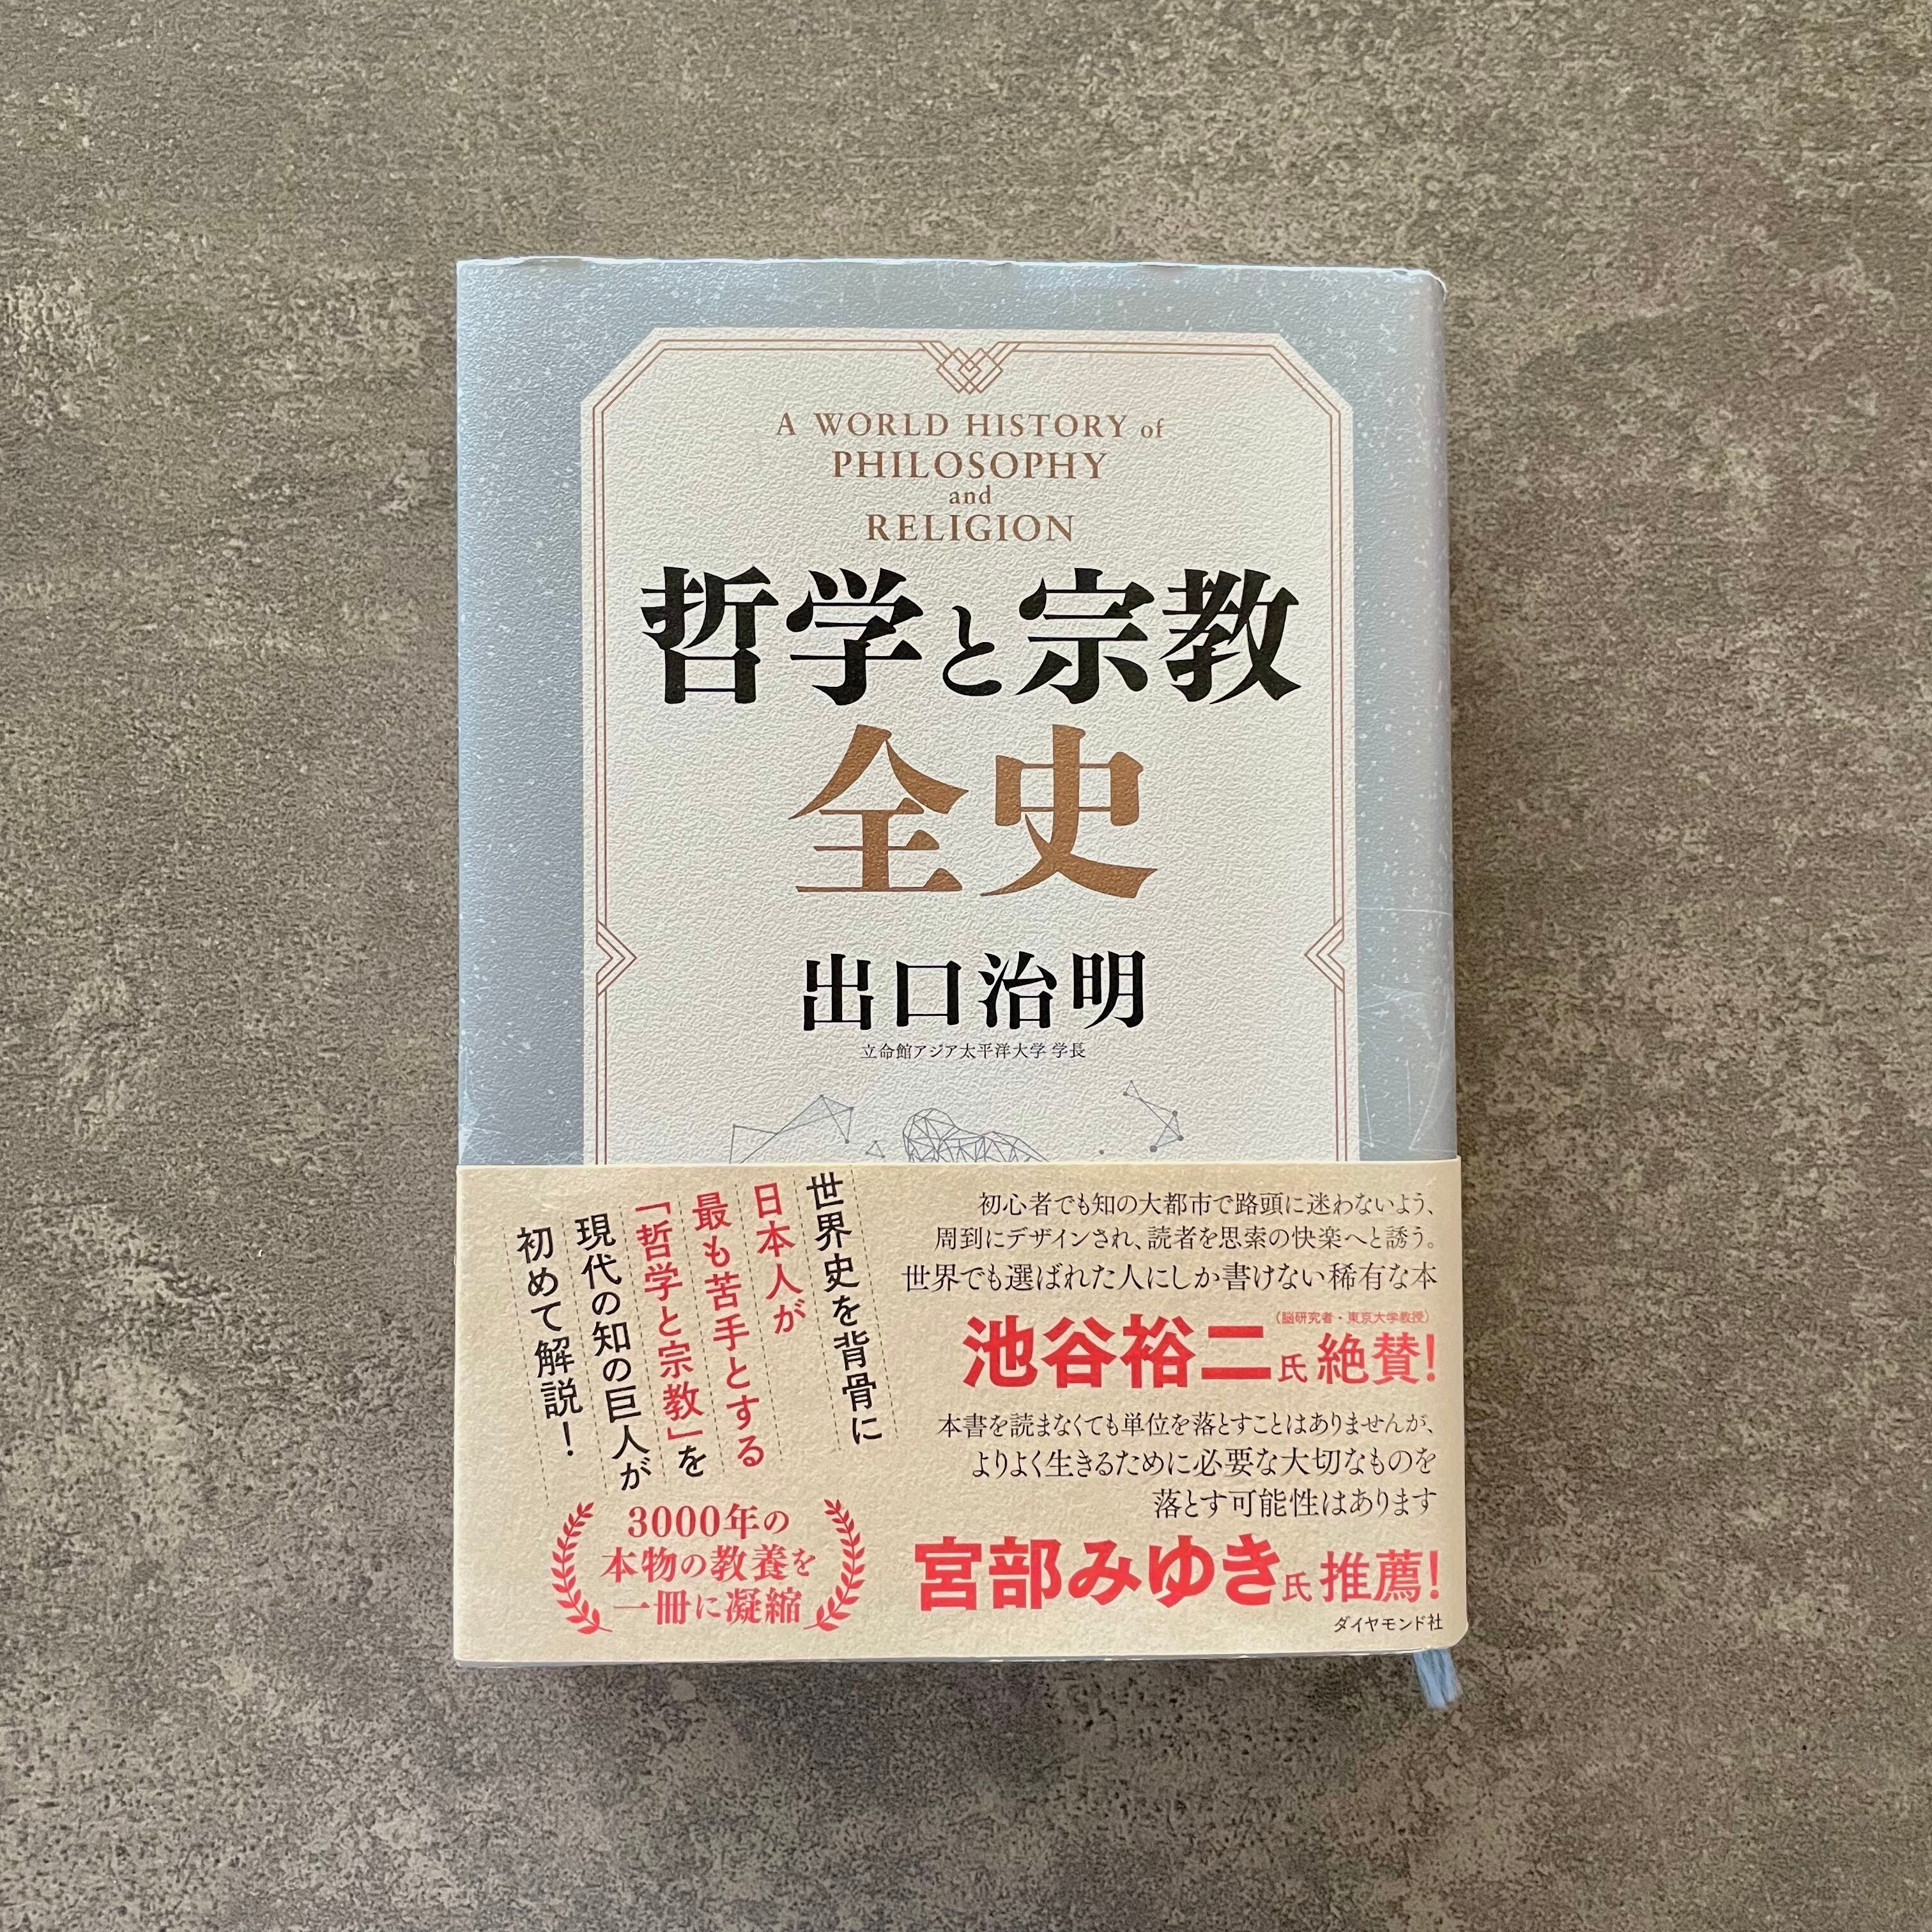 A WORLD HISTORY of
PHILOSOPHY
and
RELIGION
哲学と宗教
全史
出口治明
立命館アジア太平洋大学 学長
世界史を背骨に
日本人が
最も苦手とする
「哲学と宗教」を
現代の知の巨人が
初めて解説！
3000年の
本物の教養を
一冊に凝縮
初心者でも知の大都市で路頭に迷わないよう、
周到にデザインされ、読者を思索の快楽へと誘う。
世界でも選ばれた人にしか書けない稀有な本
（脳研究者・東京大学教授）
池谷裕二氏 絶賛！
本書を読まなくても単位を落とすことはありませんが、
よりよく生きるために必要な大切なものを
落とす可能性はあります
宮部みゆき氏 推薦！
ダイヤモンド社